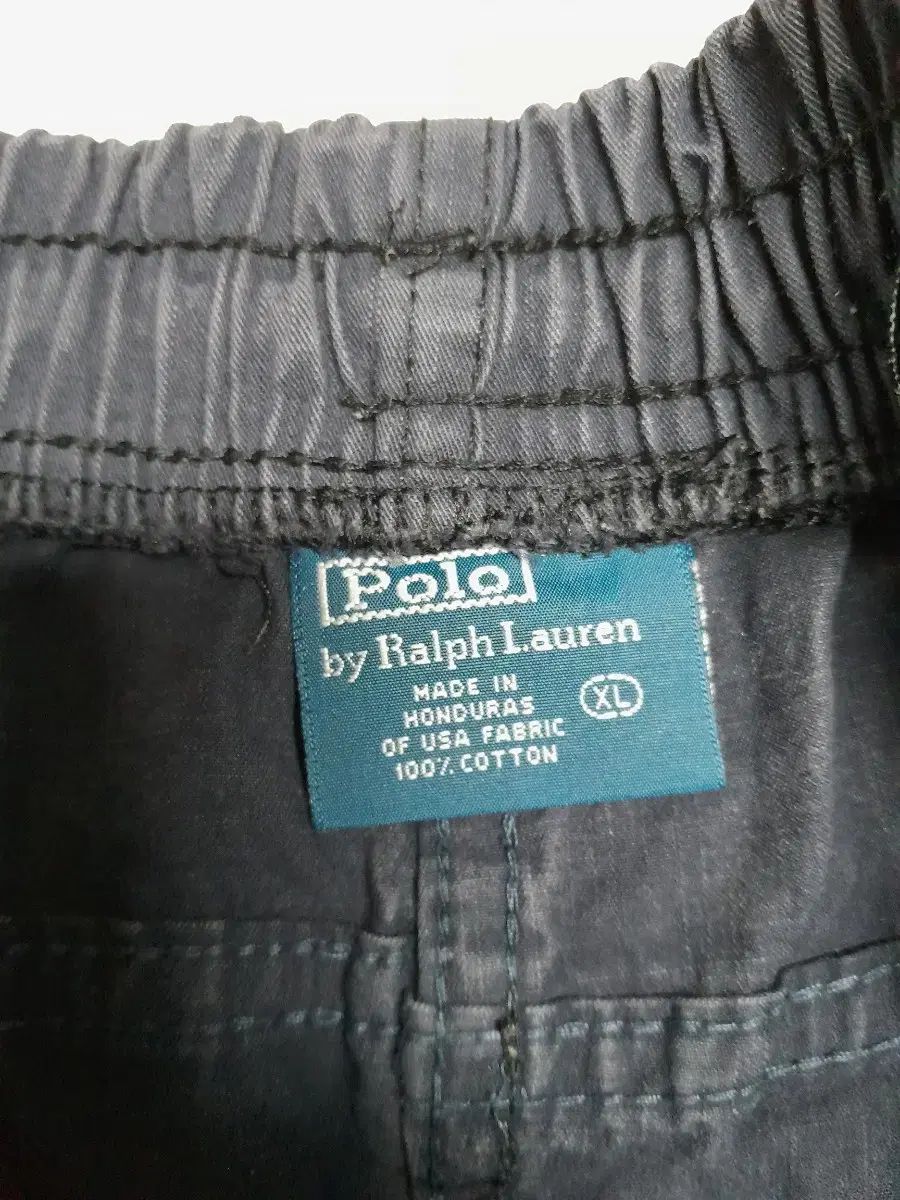 Polo
by Ralph Lauren
MADE IN
HONDURAS
OF USA FABRIC
100% COTTON
XL